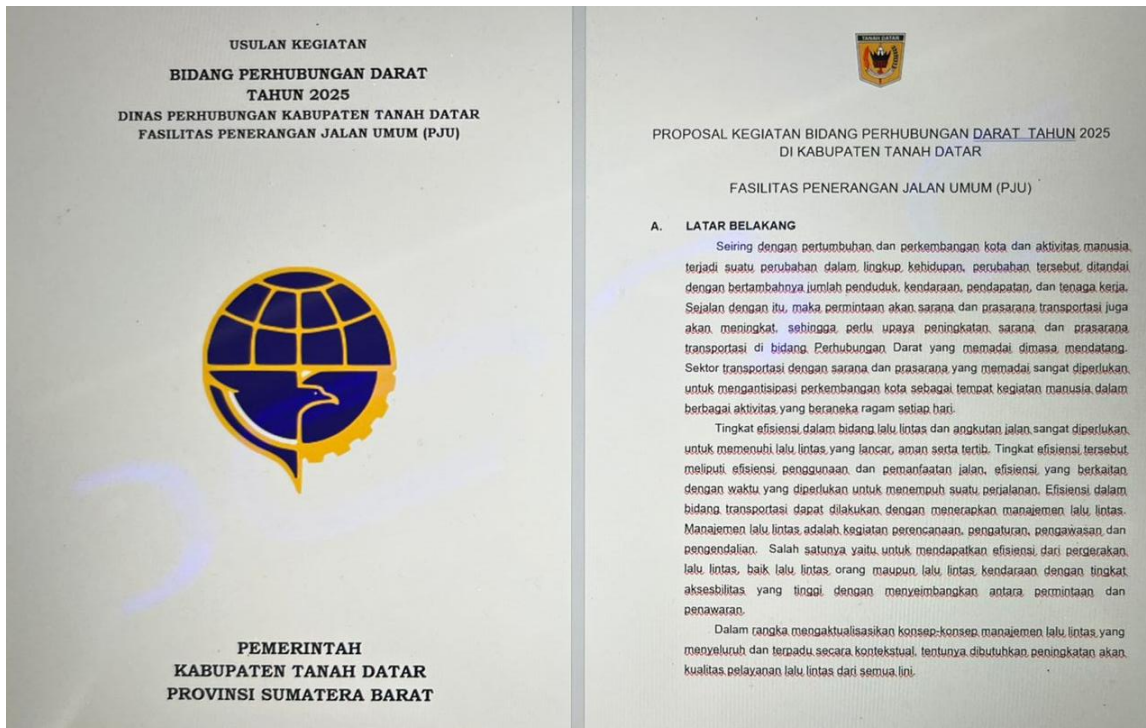 USULAN KEGIATAN
BIDANG PERHUBUNGAN DARAT
TAHUN 2025
DINAS PERHUBUNGAN KABUPATEN TANAH DATAR
FASILITAS PENERANGAN JALAN UMUM (PJU)
PEMERINTAH
KABUPATEN TANAH DATAR
PROVINSI SUMATERA BARAT
TANAH DATAR
PROPOSAL KEGIATAN BIDANG PERHUBUNGAN DARAT TAHUN 2025
DI KABUPATEN TANAH DATAR
FASILITAS PENERANGAN JALAN UMUM (PJU)
A. LATAR BELAKANG
Seiring dengan pertumbuhan dan perkembangan kota dan aktivitas manusia
terjadi suatu perubahan dalam lingkup kehidupan, perubahan tersebut ditandai
dengan bertambahnya jumlah penduduk, kendaraan, pendapatan, dan tenaga kerja.
Sejalan dengan itu, maka permintaan akan sarana dan prasarana transportasi juga
akan meningkat, sehingga perlu upaya peningkatan sarana dan prasarana
transportasi di bidang Perhubungan Darat yang memadai dimasa mendatang.
Sektor transportasi dengan sarana dan prasarana yang memadai sangat diperlukan
untuk mengantisipasi perkembangan kota sebagai tempat kegiatan manusia dalam
berbagai aktivitas yang beraneka ragam setiap hari.
Tingkat efisiensi dalam bidang lalu lintas dan angkutan jalan sangat diperlukan
untuk memenuhi lalu lintas yang lancar, aman serta tertib. Tingkat efisiensi tersebut
meliputi efisiensi penggunaan dan pemanfaatan jalan, efisiensi yang berkaitan
dengan waktu yang diperlukan untuk menempuh suatu perjalanan. Efisiensi dalam
bidang transportasi dapat dilakukan dengan menerapkan manajemen lalu lintas.
Manajemen lalu lintas adalah kegiatan perencanaan, pengaturan, pengawasan dan
pengendalian. Salah satunya yaitu untuk mendapatkan efisiensi dari pergerakan
lalu lintas, baik lalu lintas orang maupun lalu lintas kendaraan dengan tingkat
aksesbilitas yang tinggi dengan menyeimbangkan antara permintaan dan
penawaran.
Dalam rangka mengaktualisasikan konsep-konsep manajemen lalu lintas yang
menyeluruh dan terpadu secara kontekstual, tentunya dibutuhkan peningkatan akan
kualitas pelayanan lalu lintas dari semua lini.